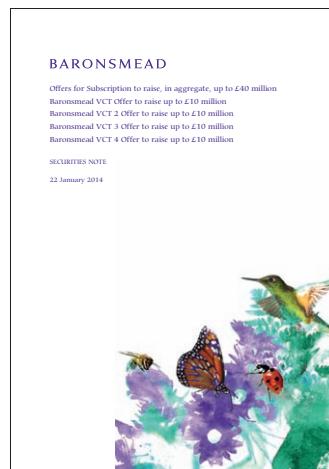 BARONSMEAD
Offers for Subscription to raise, in aggregate, up to £40 million
Baronsmead VCT Offer to raise up to £10 million
Baronsmead VCT 2 Offer to raise up to £10 million
Baronsmead VCT 3 Offer to raise up to £10 million
Baronsmead VCT 4 Offer to raise up to £10 million
SECURITIES NOTE
22 January 2014